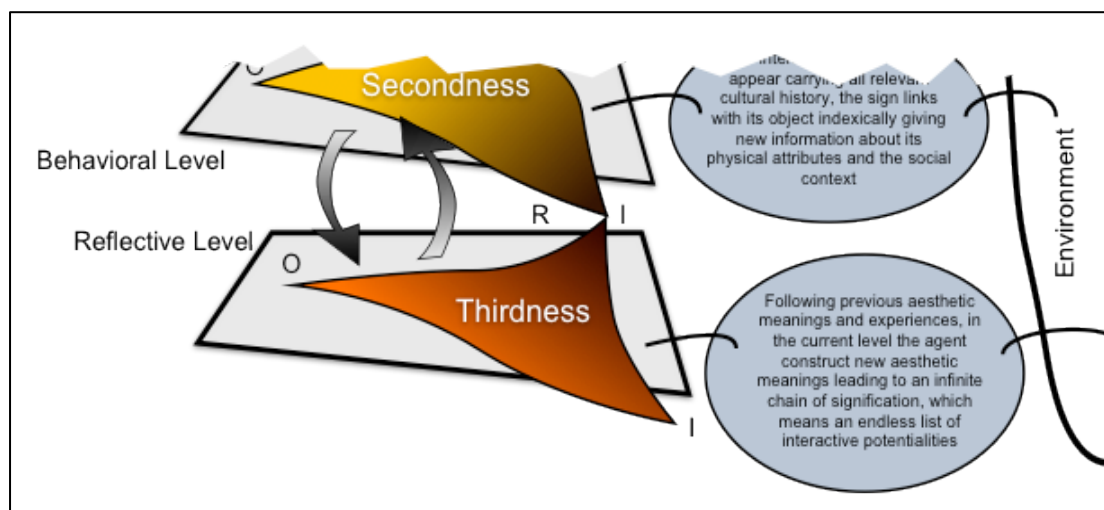 Secondness
appear carrying all relevant
cultural history, the sign links
with its object indexically giving
new information about its
physical attributes and the social
context
Behavioral Level
Environment
R
I
Reflective Level
O
Thirdness
Following previous aesthetic
meanings and experiences, in
the current level the agent
construct new aesthetic
meanings leading to an infinite
chain of signification, which
means an endless list of
interactive potentialities
I